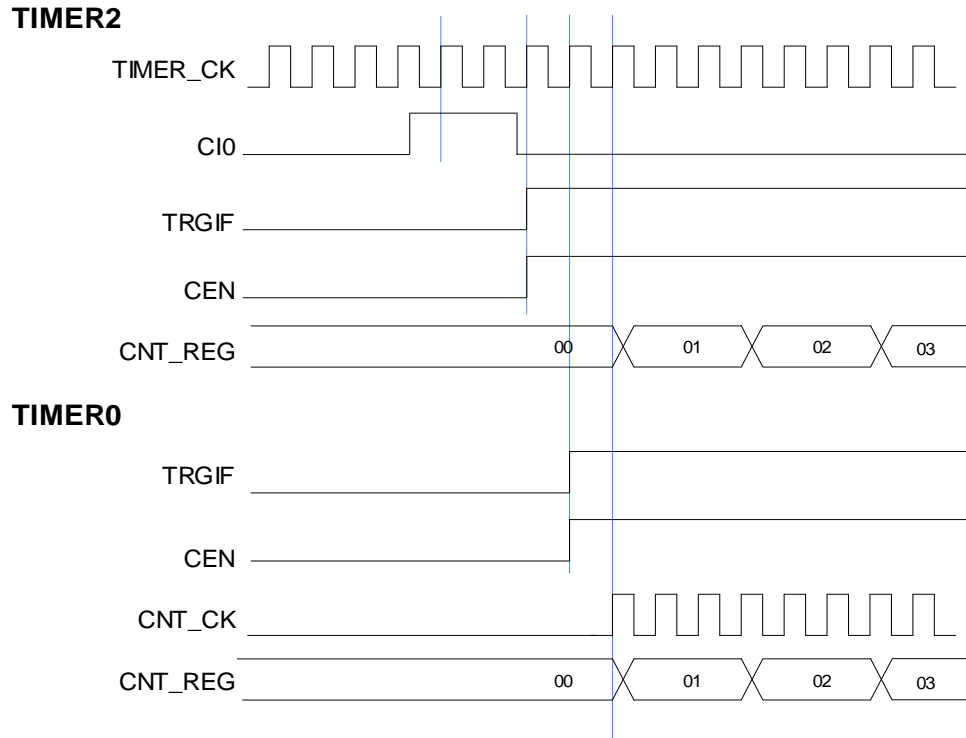 TIMER2
TIMER_CK
CI0
TRGIF
CEN
CNT_REG 00 01 02 03
TIMER0
TRGIF
CEN
CNT_CK
CNT_REG 00 01 02 03